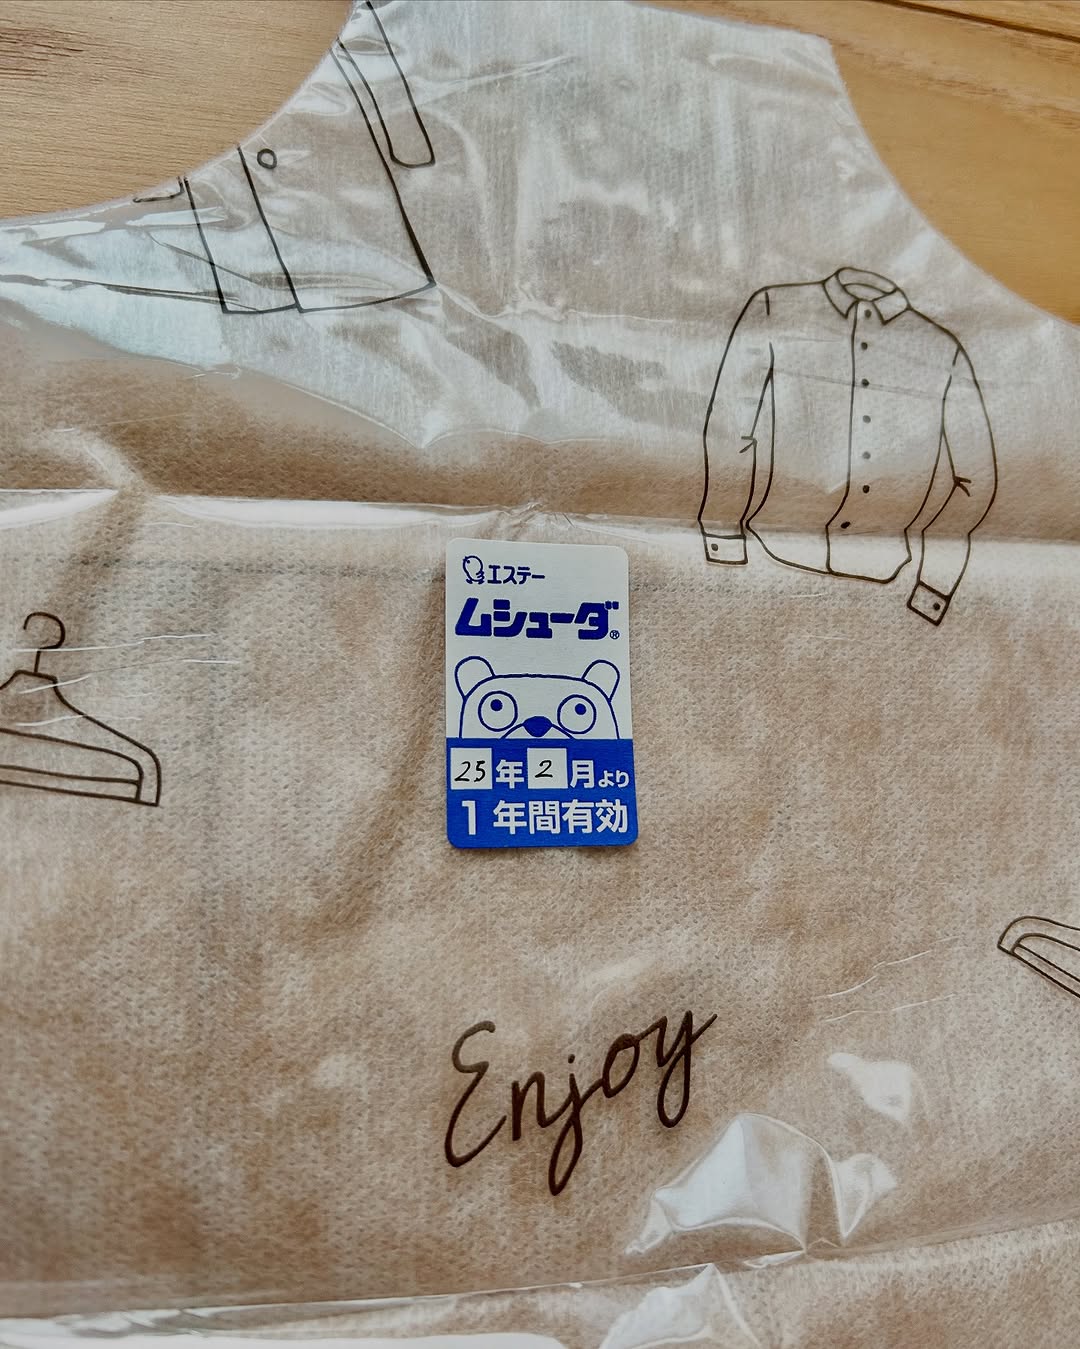 エステー
ムシューダ®
25年2月より
1年間有効
Enjoy